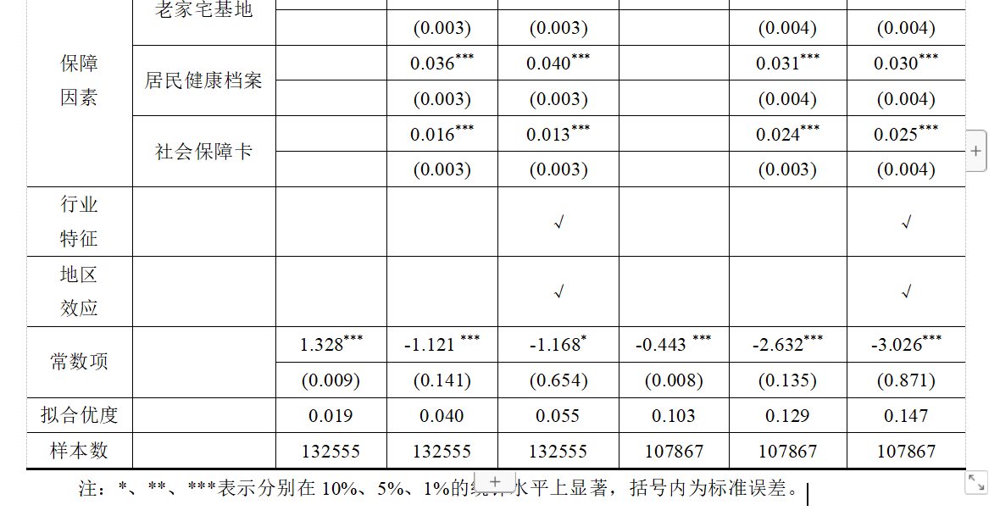 老家宅基地
(0.003) (0.003) (0.004) (0.004)
保障
因素
居民健康档案
0.036*** 0.040*** 0.031*** 0.030***
(0.003) (0.003) (0.004) (0.004)
社会保障卡
0.016*** 0.013*** 0.024*** 0.025***
(0.003) (0.003) (0.003) (0.004)
行业
特征
√ √
地区
效应
√ √
常数项
1.328*** -1.121 *** -1.168* -0.443 *** -2.632*** -3.026***
(0.009) (0.141) (0.654) (0.008) (0.135) (0.871)
拟合优度 0.019 0.040 0.055 0.103 0.129 0.147
样本数 132555 132555 132555 107867 107867 107867
注：*、**、***表示分别在 10%、5%、1%的 水平上显著，括号内为标准误差。